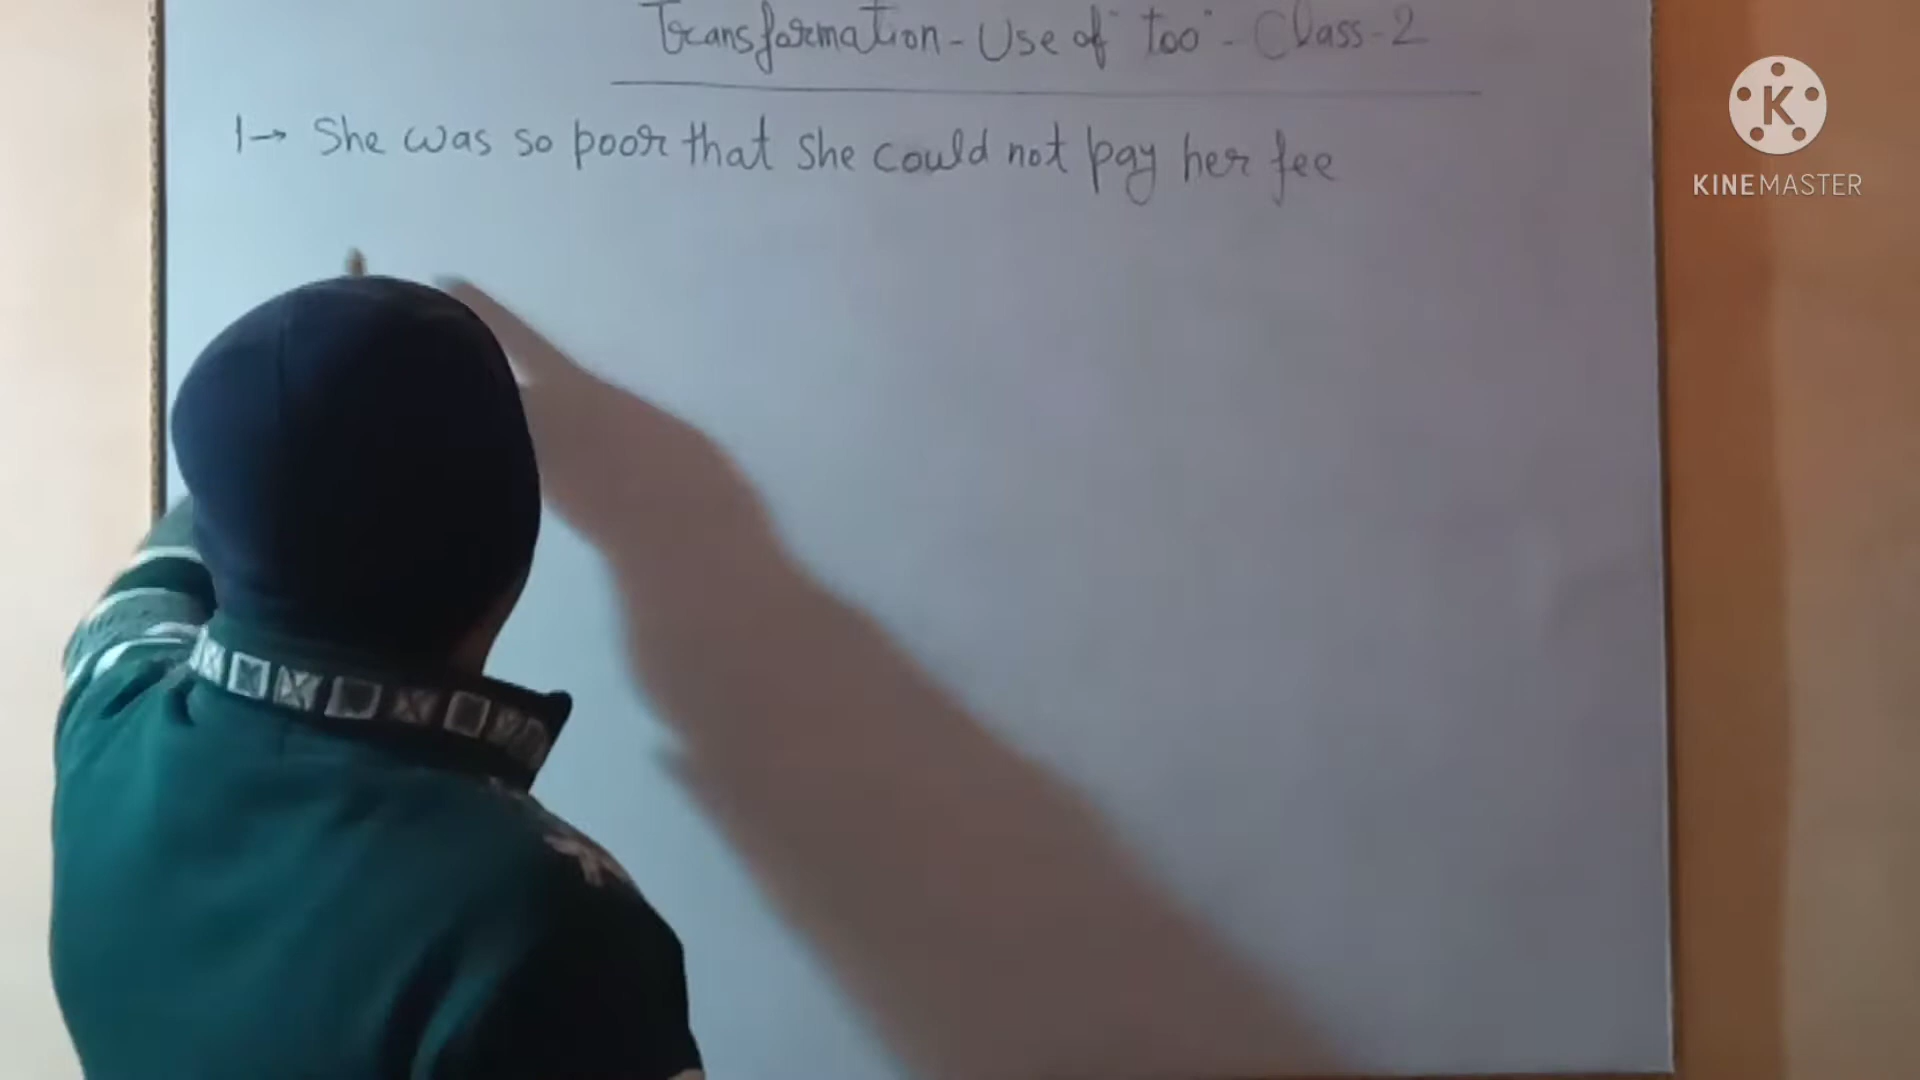 Transformation - Use of "too" - Class-2
1→ She was so poor that she could not pay her fee
K
KINEMASTER